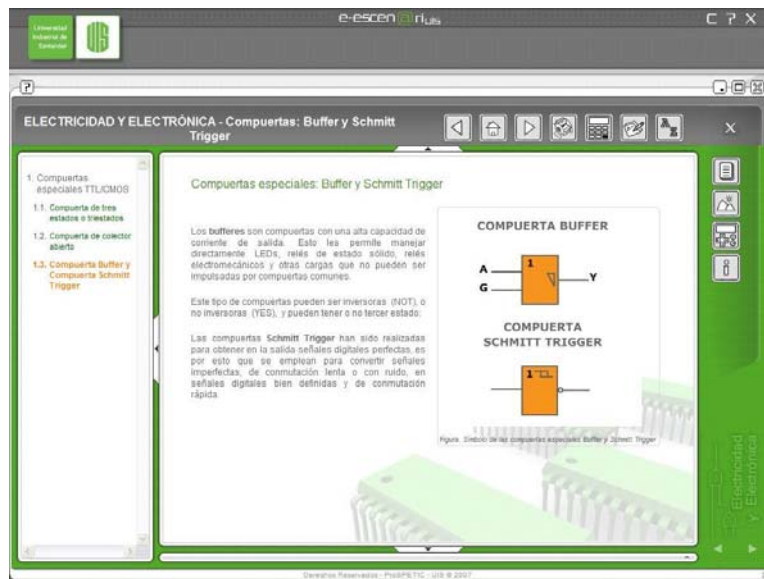 Universidad
Industrial de
Santander
UIS
e-escen@riuis
C ? X
?
ELECTRICIDAD Y ELECTRÓNICA - Compuertas: Buffer y Schmitt
Trigger
X
1. Compuertas
especiales TTL/CMOS
1.1. Compuerta de tres
estados o triestados
1.2. Compuerta de colector
abierto
1.3. Compuerta Buffer y
Compuerta Schmitt
Trigger
Compuertas especiales: Buffer y Schmitt Trigger
Los bufferes son compuertas con una alta capacidad de
corriente de salida. Esto les permite manejar
directamente LEDs, relés de estado sólido, relés
electromecánicos y otras cargas que no pueden ser
impulsadas por compuertas comunes.
Este tipo de compuertas pueden ser inversoras (NOT), o
no inversoras (YES), y pueden tener o no tercer estado.
Las compuertas Schmitt Trigger han sido realizadas
para obtener en la salida señales digitales perfectas, es
por esto que se emplean para convertir señales
imperfectas, de conmutación lenta o con ruido, en
señales digitales bien definidas y de conmutación
rápida.
COMPUERTA BUFFER
1
A
G
Y
COMPUERTA
SCHMITT TRIGGER
1
Figura. Símbolo de las compuertas especiales Buffer y Schmitt Trigger
Electricidad
y Electrónica
Derechos Reservados - ProSPETIC - UIS © 2007